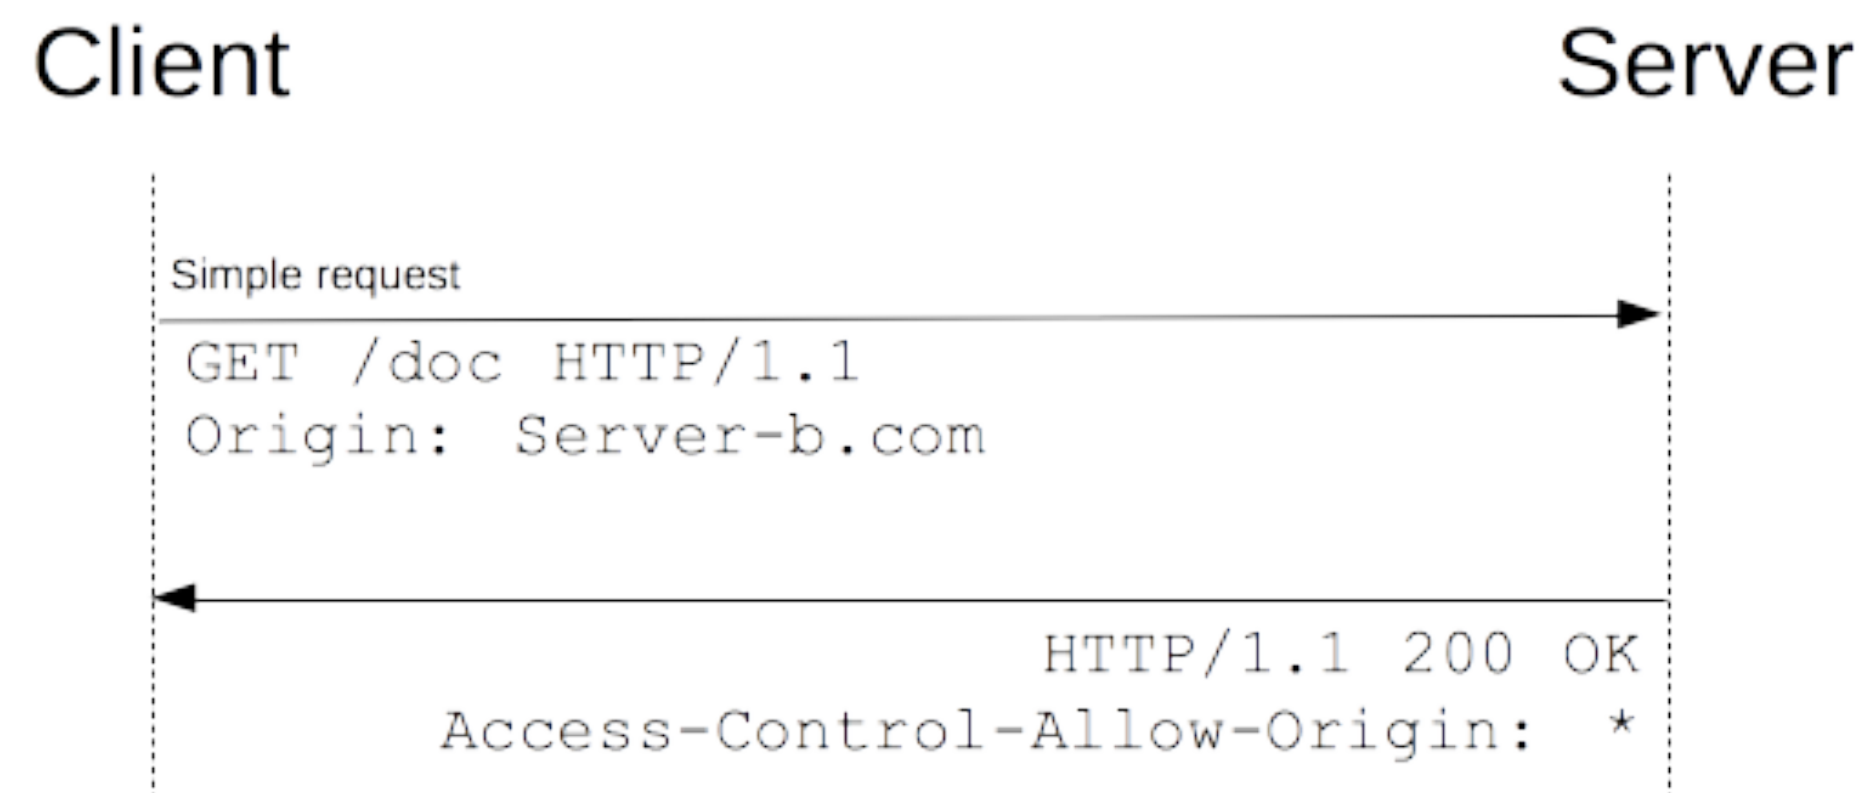 Client
Server
Simple request
GET /doc HTTP/1.1
Origin: Server-b.com
HTTP/1.1 200 OK
Access-Control-Allow-Origin: *